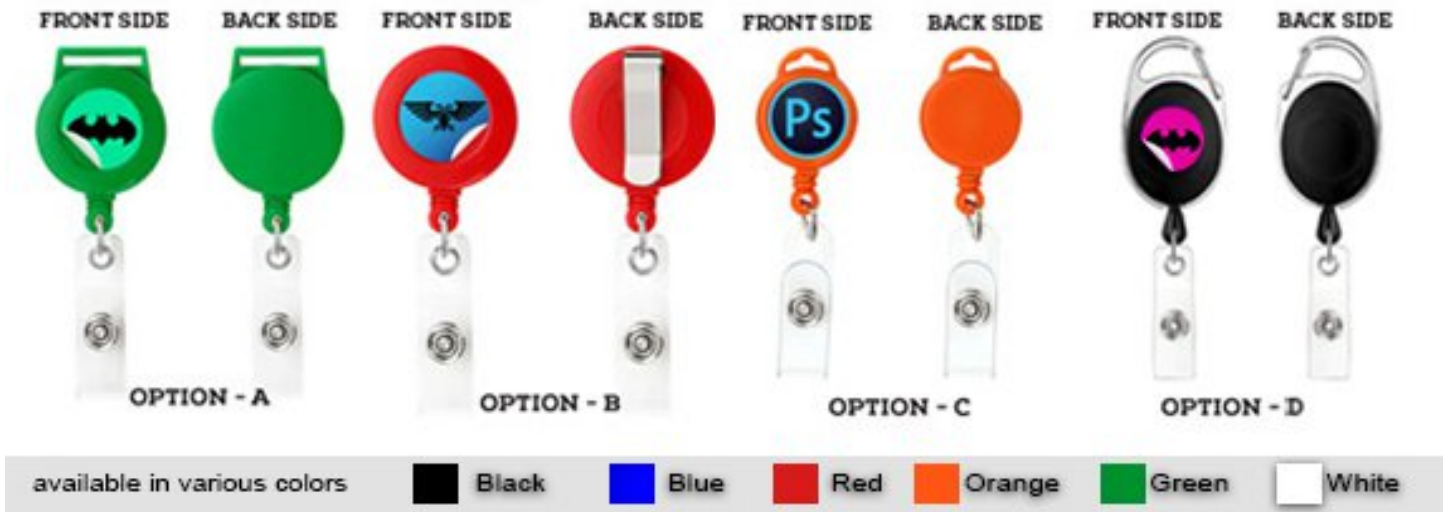 FRONT SIDE BACK SIDE FRONT SIDE BACK SIDE FRONT SIDE BACK SIDE FRONT SIDE BACK SIDE
Ps
OPTION - A OPTION - B OPTION - C OPTION - D
available in various colors Black Blue Red Orange Green White